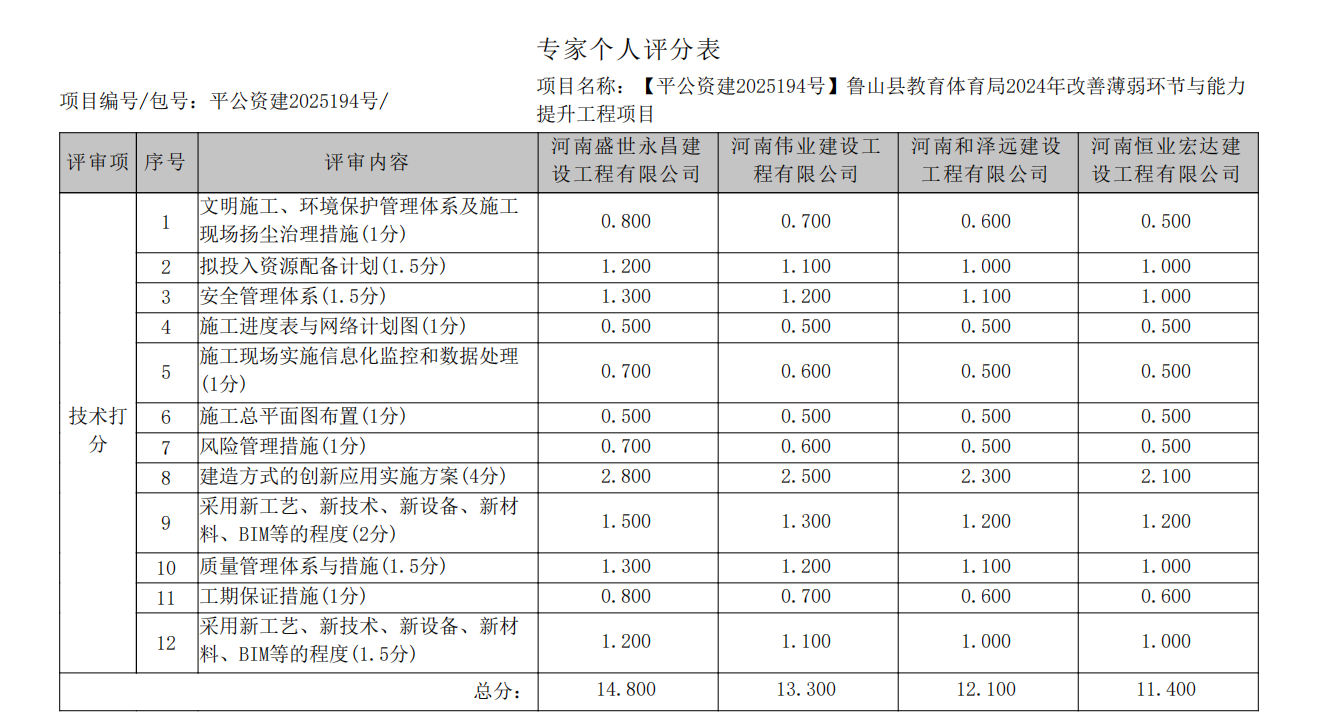 专家个人评分表
项目编号/包号：平公资建2025194号/
项目名称：【平公资建2025194号】鲁山县教育体育局2024年改善薄弱环节与能力
提升工程项目
评审项 序号 评审内容 河南盛世永昌建 河南伟业建设工 河南和泽远建设 河南恒业宏达建
设工程有限公司 程有限公司 工程有限公司 设工程有限公司
技术打
分
1 文明施工、环境保护管理体系及施工 0.800 0.700 0.600 0.500
现场扬尘治理措施(1分)
2 拟投入资源配备计划(1.5分) 1.200 1.100 1.000 1.000
3 安全管理体系(1.5分) 1.300 1.200 1.100 1.000
4 施工进度表与网络计划图(1分) 0.500 0.500 0.500 0.500
5 施工现场实施信息化监控和数据处理 0.700 0.600 0.500 0.500
(1分)
6 施工总平面图布置(1分) 0.500 0.500 0.500 0.500
7 风险管理措施(1分) 0.700 0.600 0.500 0.500
8 建造方式的创新应用实施方案(4分) 2.800 2.500 2.300 2.100
9 采用新工艺、新技术、新设备、新材 1.500 1.300 1.200 1.200
料、BIM等的程度(2分)
10 质量管理体系与措施(1.5分) 1.300 1.200 1.100 1.000
11 工期保证措施(1分) 0.800 0.700 0.600 0.600
12 采用新工艺、新技术、新设备、新材 1.200 1.100 1.000 1.000
料、BIM等的程度(1.5分)
总分： 14.800 13.300 12.100 11.400